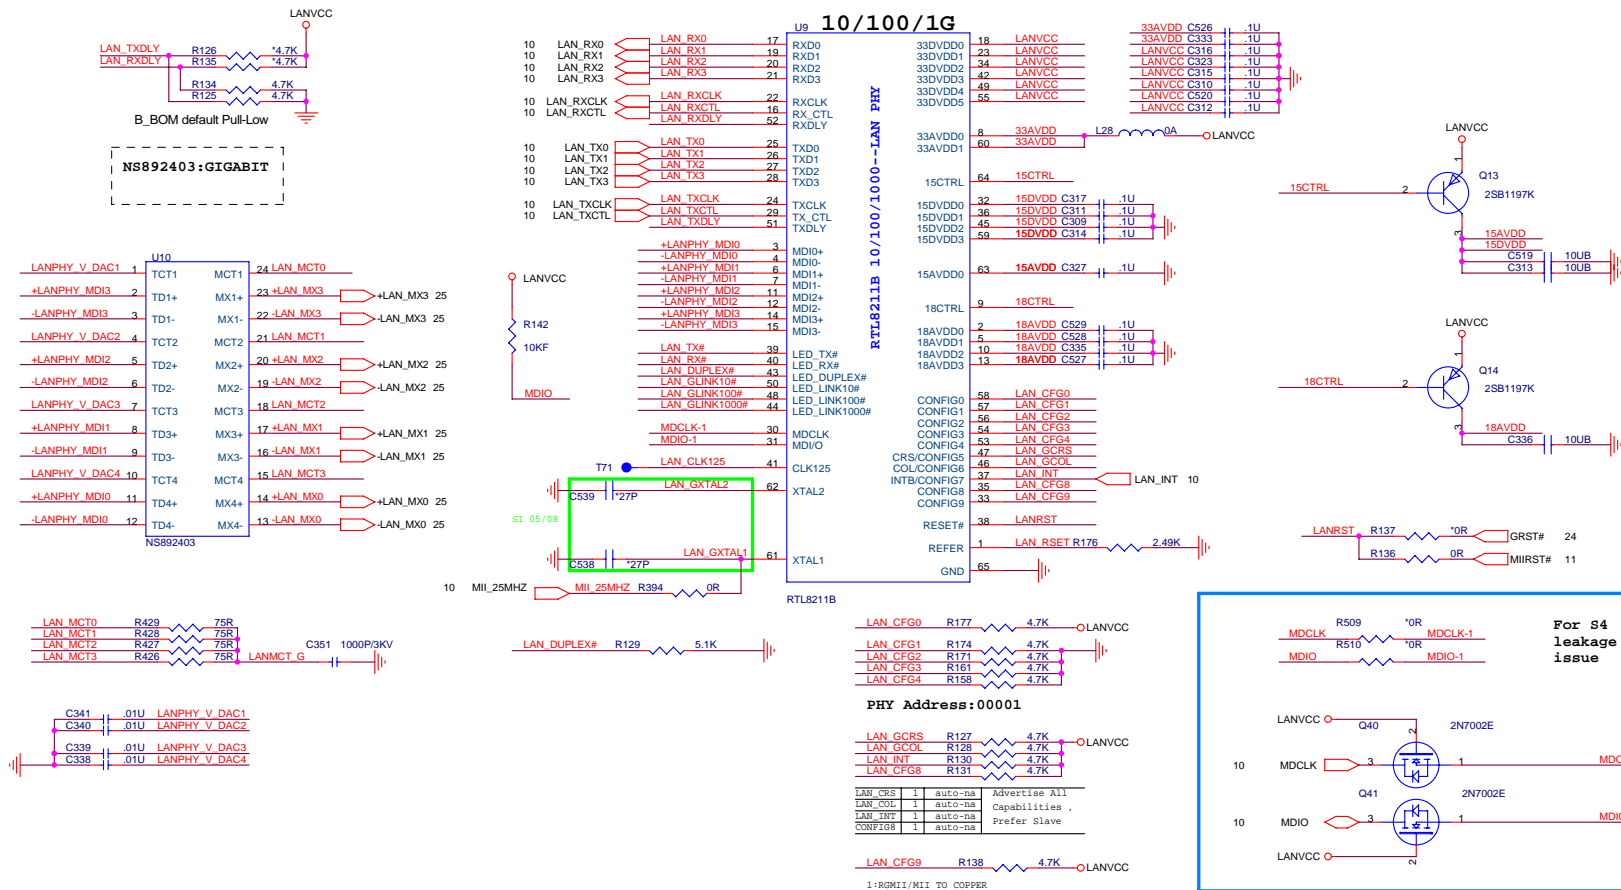 LANVCC
LAN_TXDLY R126 *4.7K
LAN_RXDLY R135 *4.7K
R134 4.7K
R125 4.7K
B_BOM default Pull-Low
NS892403:GIGABIT
U10
LANPHY_V_DAC1 1 TCT1 MCT1 24 LAN_MCT0
+LANPHY_MDI3 2 TD1+ MX1+ 23 +LAN_MX3 +LAN_MX3 25
-LANPHY_MDI3 3 TD1- MX1- 22 -LAN_MX3 -LAN_MX3 25
LANPHY_V_DAC2 4 TCT2 MCT2 21 LAN_MCT1
+LANPHY_MDI2 5 TD2+ MX2+ 20 +LAN_MX2 +LAN_MX2 25
-LANPHY_MDI2 6 TD2- MX2- 19 -LAN_MX2 -LAN_MX2 25
LANPHY_V_DAC3 7 TCT3 MCT3 18 LAN_MCT2
+LANPHY_MDI1 8 TD3+ MX3+ 17 +LAN_MX1 +LAN_MX1 25
-LANPHY_MDI1 9 TD3- MX3- 16 -LAN_MX1 -LAN_MX1 25
LANPHY_V_DAC4 10 TCT4 MCT4 15 LAN_MCT3
+LANPHY_MDI0 11 TD4+ MX4+ 14 +LAN_MX0 +LAN_MX0 25
-LANPHY_MDI0 12 TD4- MX4- 13 -LAN_MX0 -LAN_MX0 25
NS892403
LAN_MCT0 R429 75R
LAN_MCT1 R428 75R
LAN_MCT2 R427 75R
LAN_MCT3 R426 75R LANMCT_G C351 1000P/3KV
C341 .01U LANPHY_V_DAC1
C340 .01U LANPHY_V_DAC2
C339 .01U LANPHY_V_DAC3
C338 .01U LANPHY_V_DAC4
LANVCC
R142
10KF
MDIO
U9 10/100/1G
RTL8211B 10/100/1000--LAN PHY
10 LAN_RX0 LAN_RX0 17 RXD0
10 LAN_RX1 LAN_RX1 19 RXD1
10 LAN_RX2 LAN_RX2 20 RXD2
10 LAN_RX3 LAN_RX3 21 RXD3
10 LAN_RXCLK LAN_RXCLK 22 RXCLK
10 LAN_RXCTL LAN_RXCTL 16 RX_CTL
LAN_RXDLY 52 RXDLY
10 LAN_TX0 LAN_TX0 25 TXD0
10 LAN_TX1 LAN_TX1 26 TXD1
10 LAN_TX2 LAN_TX2 27 TXD2
10 LAN_TX3 LAN_TX3 28 TXD3
10 LAN_TXCLK LAN_TXCLK 24 TXCLK
10 LAN_TXCTL LAN_TXCTL 29 TX_CTL
LAN_TXDLY 51 TXDLY
+LANPHY_MDI0 3 MDI0+
-LANPHY_MDI0 4 MDI0-
+LANPHY_MDI1 6 MDI1+
-LANPHY_MDI1 7 MDI1-
+LANPHY_MDI2 11 MDI2+
-LANPHY_MDI2 12 MDI2-
+LANPHY_MDI3 14 MDI3+
-LANPHY_MDI3 15 MDI3-
LAN_TX# 39 LED_TX#
LAN_RX# 40 LED_RX#
LAN_DUPLEX# 43 LED_DUPLEX#
LAN_GLINK10# 50 LED_LINK10#
LAN_GLINK100# 48 LED_LINK100#
LAN_GLINK1000# 44 LED_LINK1000#
MDCLK-1 30 MDCLK
MDIO-1 31 MDI/O
T71 LAN_CLK125 41 CLK125
C539 *27P LAN_GXTAL2 62 XTAL2
SI 05/08
C538 *27P LAN_GXTAL1 61 XTAL1
10 MII_25MHZ MII_25MHZ R394 0R
RTL8211B
33DVDD0 18 LANVCC
33DVDD1 23 LANVCC
33DVDD2 34 LANVCC
33DVDD3 42 LANVCC
33DVDD4 49 LANVCC
33DVDD5 55 LANVCC
33AVDD0 8 33AVDD L28 0A LANVCC
33AVDD1 60 33AVDD
15CTRL 64 15CTRL
15DVDD0 32 15DVDD C317 .1U
15DVDD1 36 15DVDD C311 .1U
15DVDD2 45 15DVDD C309 .1U
15DVDD3 59 15DVDD C314 .1U
15AVDD0 63 15AVDD C327 .1U
18CTRL 9 18CTRL
18AVDD0 2 18AVDD C529 .1U
18AVDD1 5 18AVDD C528 .1U
18AVDD2 10 18AVDD C335 .1U
18AVDD3 13 18AVDD C527 .1U
CONFIG0 58 LAN_CFG0
CONFIG1 57 LAN_CFG1
CONFIG2 56 LAN_CFG2
CONFIG3 54 LAN_CFG3
CONFIG4 53 LAN_CFG4
CRS/CONFIG5 47 LAN_GCRS
COL/CONFIG6 46 LAN_GCOL
INTB/CONFIG7 37 LAN_INT LAN_INT 10
CONFIG8 35 LAN_CFG8
CONFIG9 33 LAN_CFG9
RESET# 38 LANRST
REFER 1 LAN_RSET R176 2.49K
GND 65
33AVDD C526 .1U
33AVDD C333 .1U
LANVCC C316 .1U
LANVCC C323 .1U
LANVCC C315 .1U
LANVCC C310 .1U
LANVCC C520 .1U
LANVCC C312 .1U
LANVCC
1
15CTRL 2 Q13
2SB1197K
3
15AVDD
15DVDD
C519 10UB
C313 10UB
LANVCC
1
18CTRL 2 Q14
2SB1197K
3
18AVDD
C336 10UB
LANRST R137 *0R GRST# 24
R136 0R MIIRST# 11
LAN_DUPLEX# R129 5.1K
LAN_CFG0 R177 4.7K LANVCC
LAN_CFG1 R174 4.7K
LAN_CFG2 R171 4.7K
LAN_CFG3 R161 4.7K
LAN_CFG4 R158 4.7K
PHY Address:00001
LAN_GCRS R127 4.7K LANVCC
LAN_GCOL R128 4.7K
LAN_INT R130 4.7K
LAN_CFG8 R131 4.7K
LAN_CRS 1 auto-na Advertise All
LAN_COL 1 auto-na Capabilities ,
LAN_INT 1 auto-na Prefer Slave
CONFIG8 1 auto-na
LAN_CFG9 R138 4.7K LANVCC
1:RGMII/MII TO COPPER
MDCLK R509 *0R MDCLK-1
MDIO R510 *0R MDIO-1
For S4
leakage
issue
LANVCC Q40 2N7002E
2
10 MDCLK 3 1 MDC
Q41 2N7002E
10 MDIO 3 1 MDIO
LANVCC 2